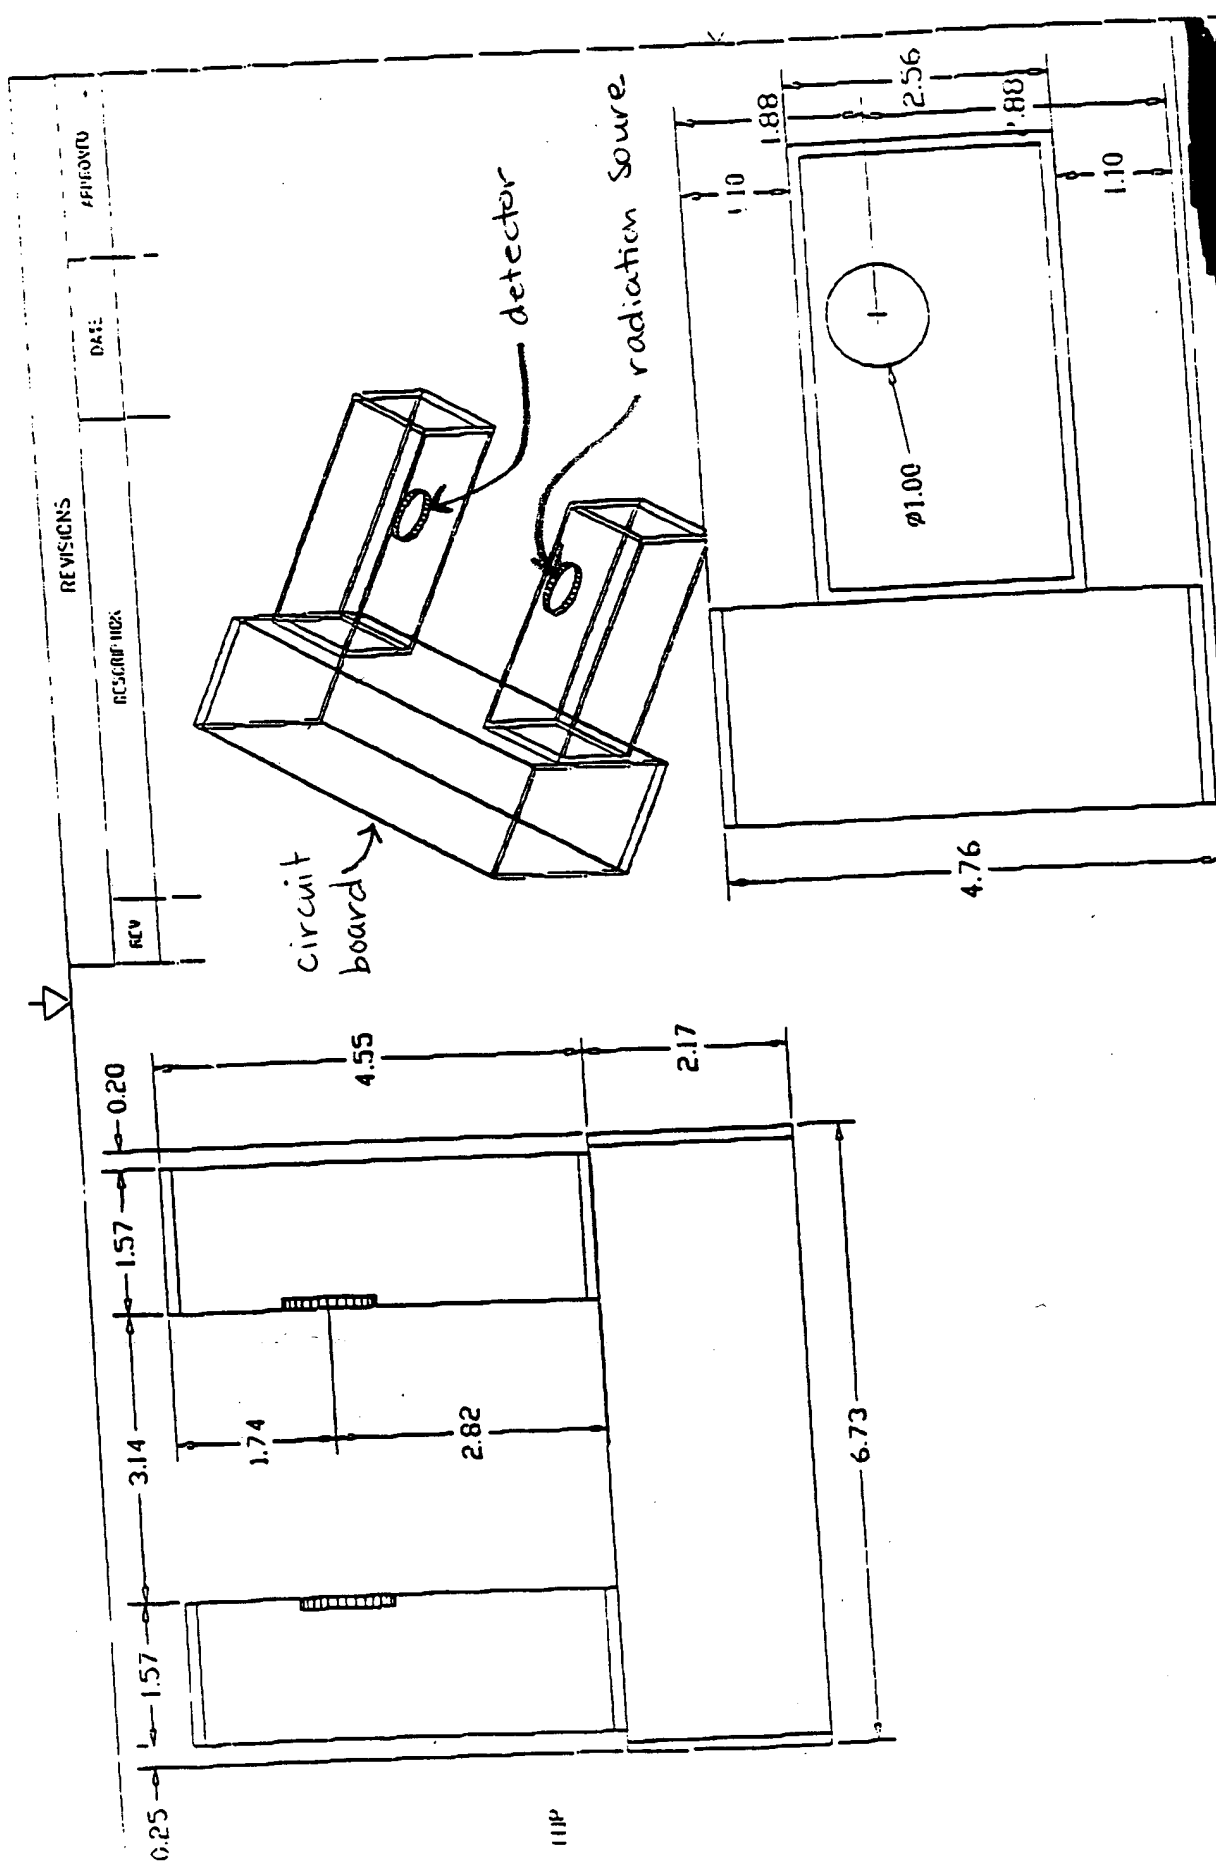 REVISIONS
REV
DESCRIPTION
DATE
APPROVED
circuit
board
detector
radiation soure
0.25
1.57
3.14
1.57
0.20
4.55
2.17
1.74
2.82
6.73
1.88
2.56
1.10
.88
1.10
ø1.00
4.76